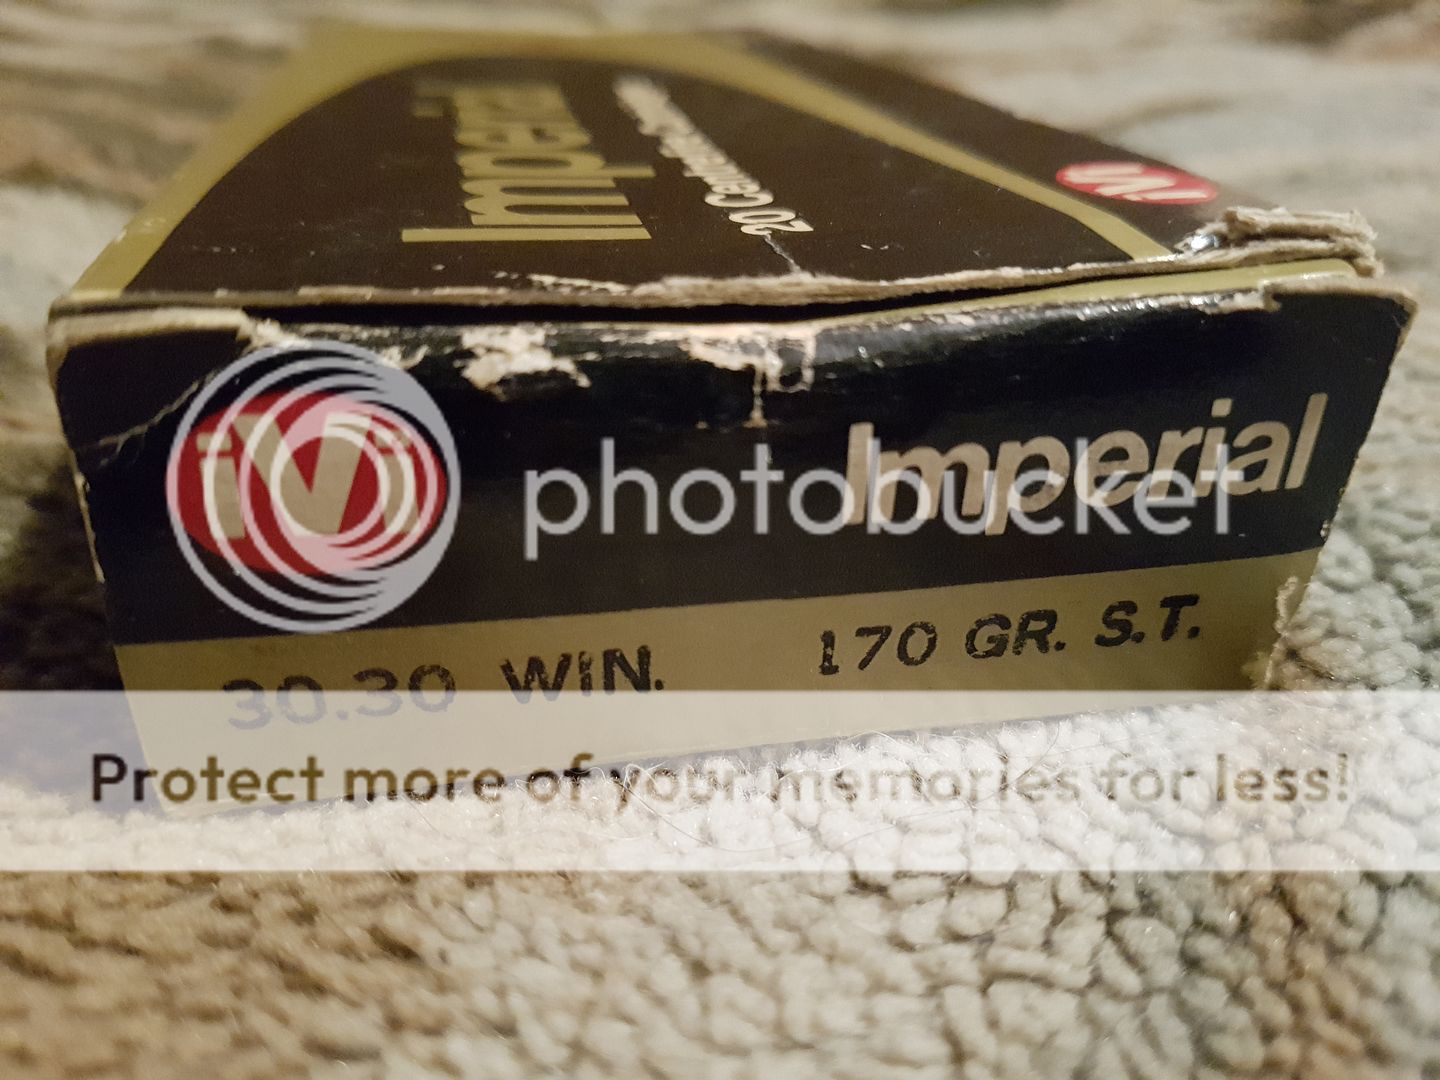 Imperial
20 Centrefire Cartridges
iVi
iVi
Imperial
photobucket
30.30 WIN.
170 GR. S.T.
Protect more of your memories for less!